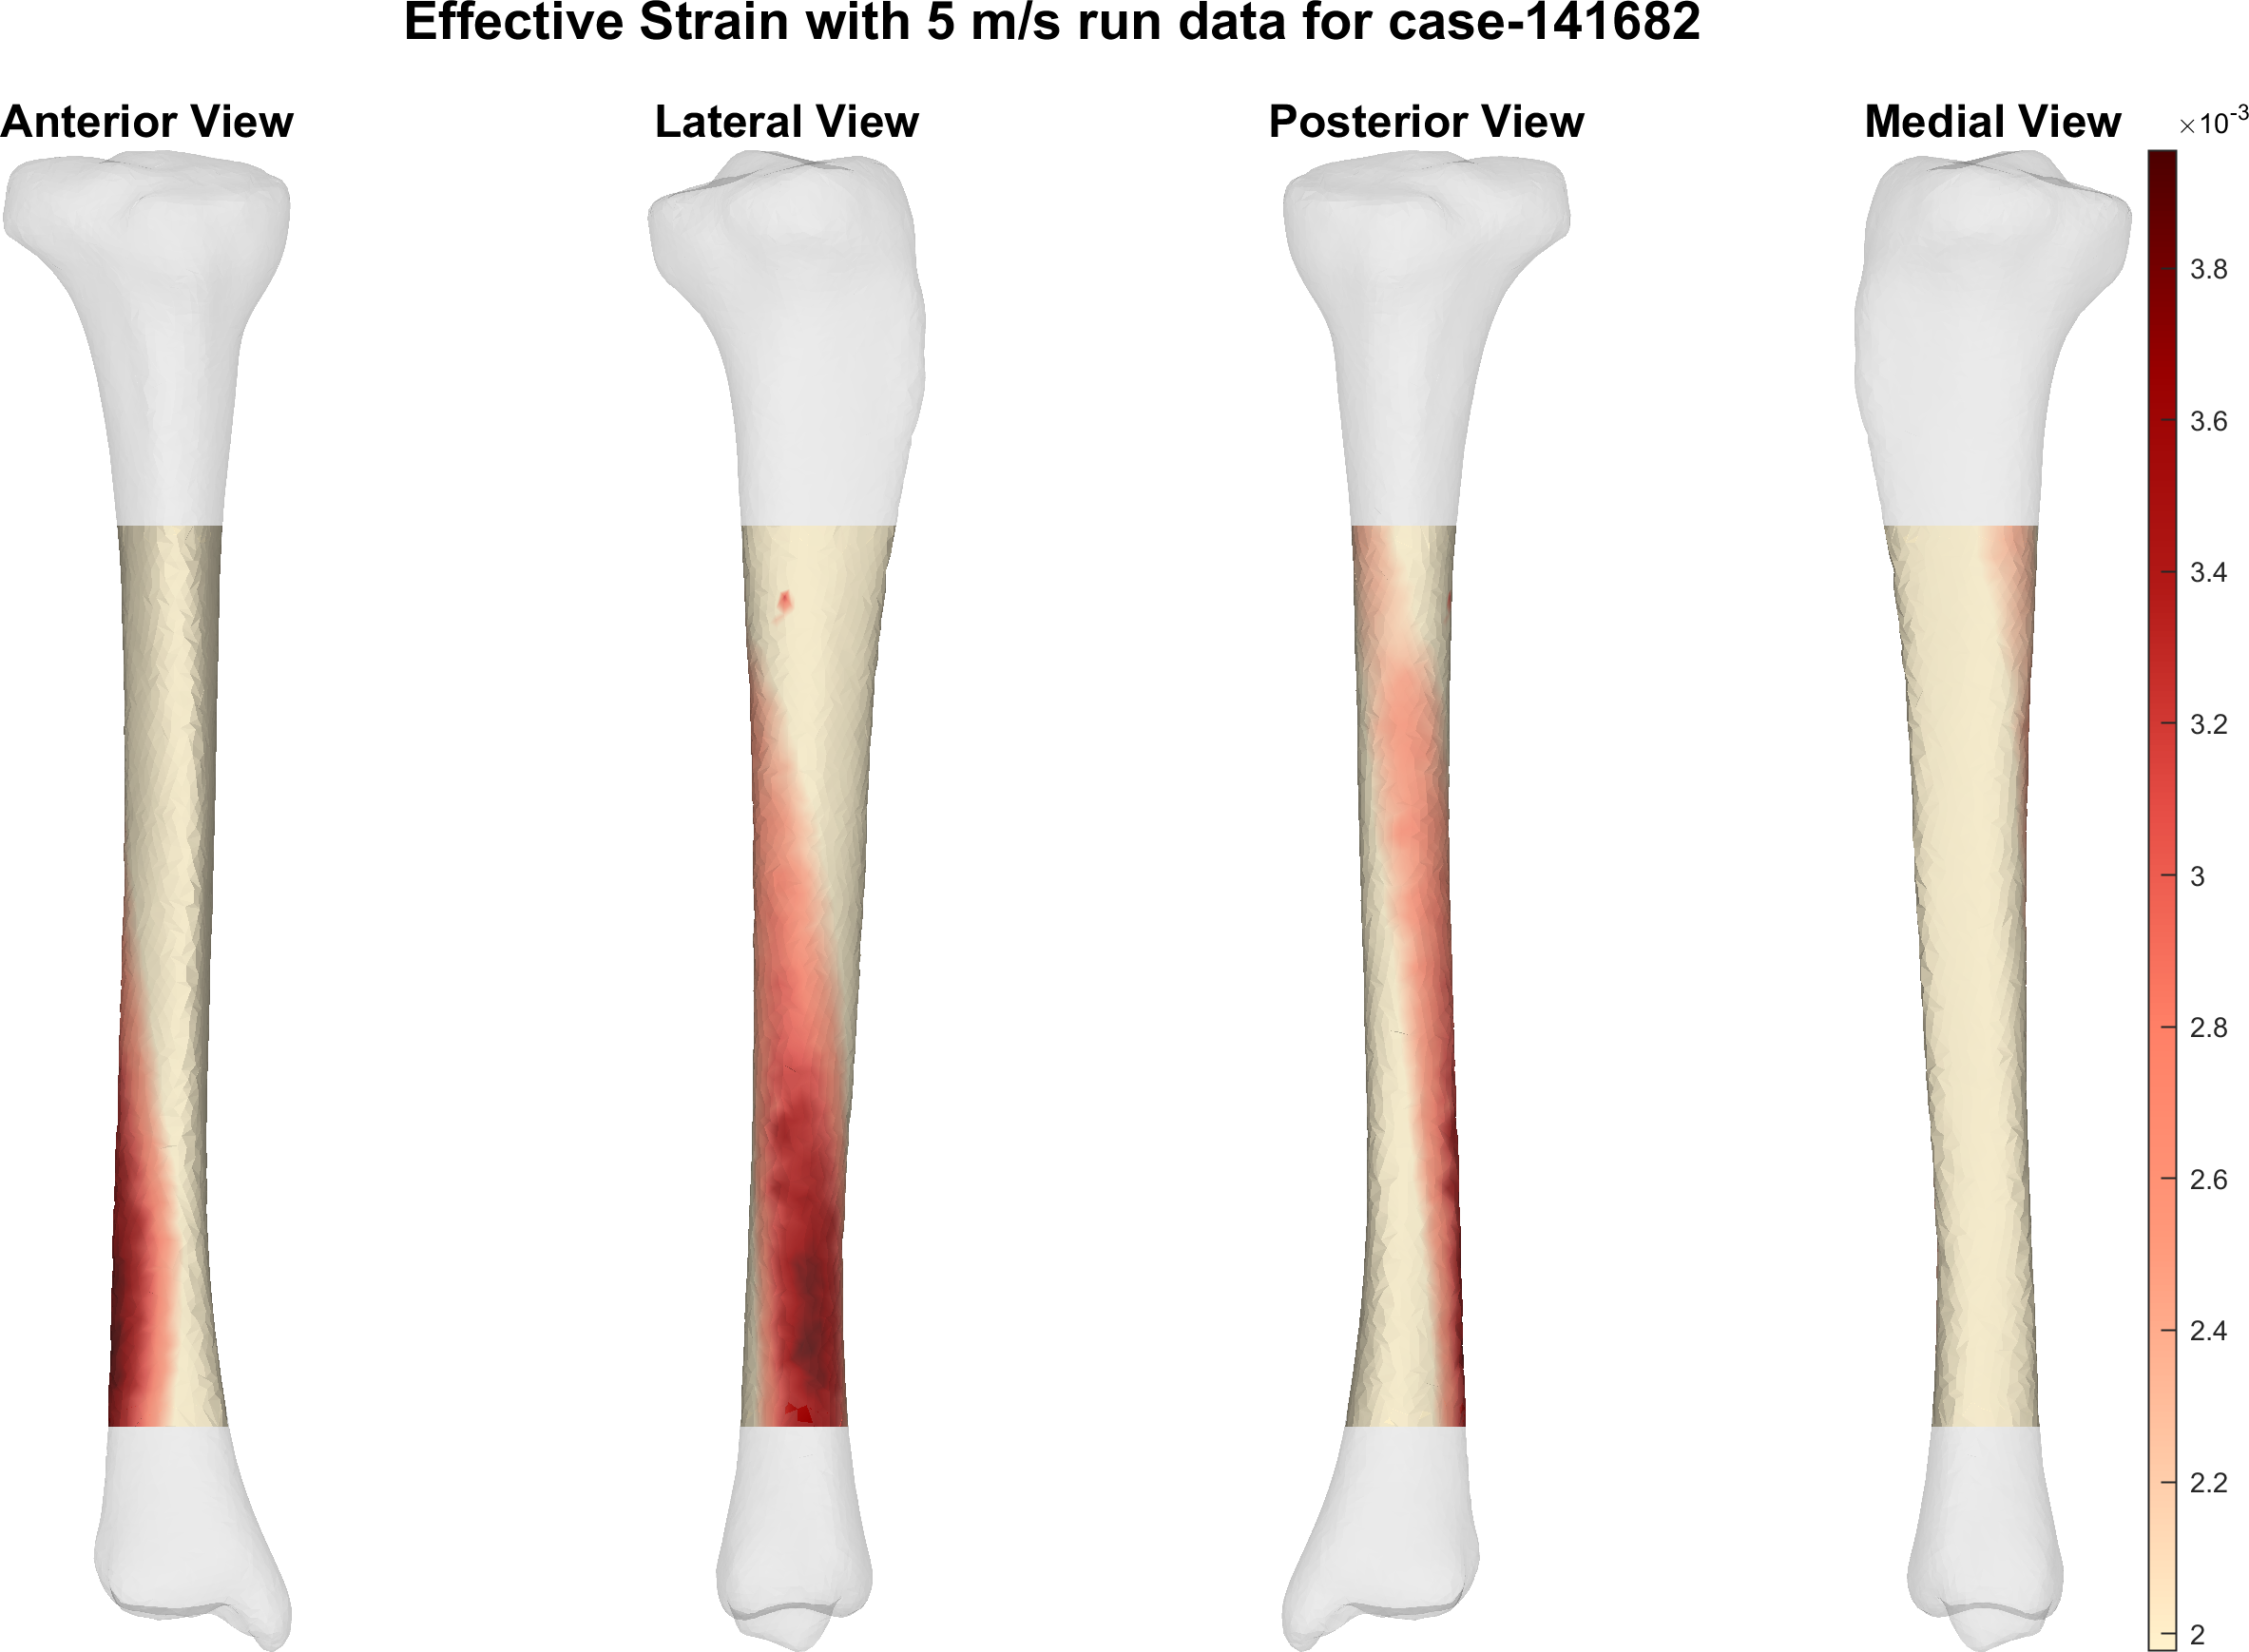 Effective Strain with 5 m/s run data for case-141682
Anterior View
Lateral View
Posterior View
Medial View
×10⁻³
3.8
3.6
3.4
3.2
3
2.8
2.6
2.4
2.2
2